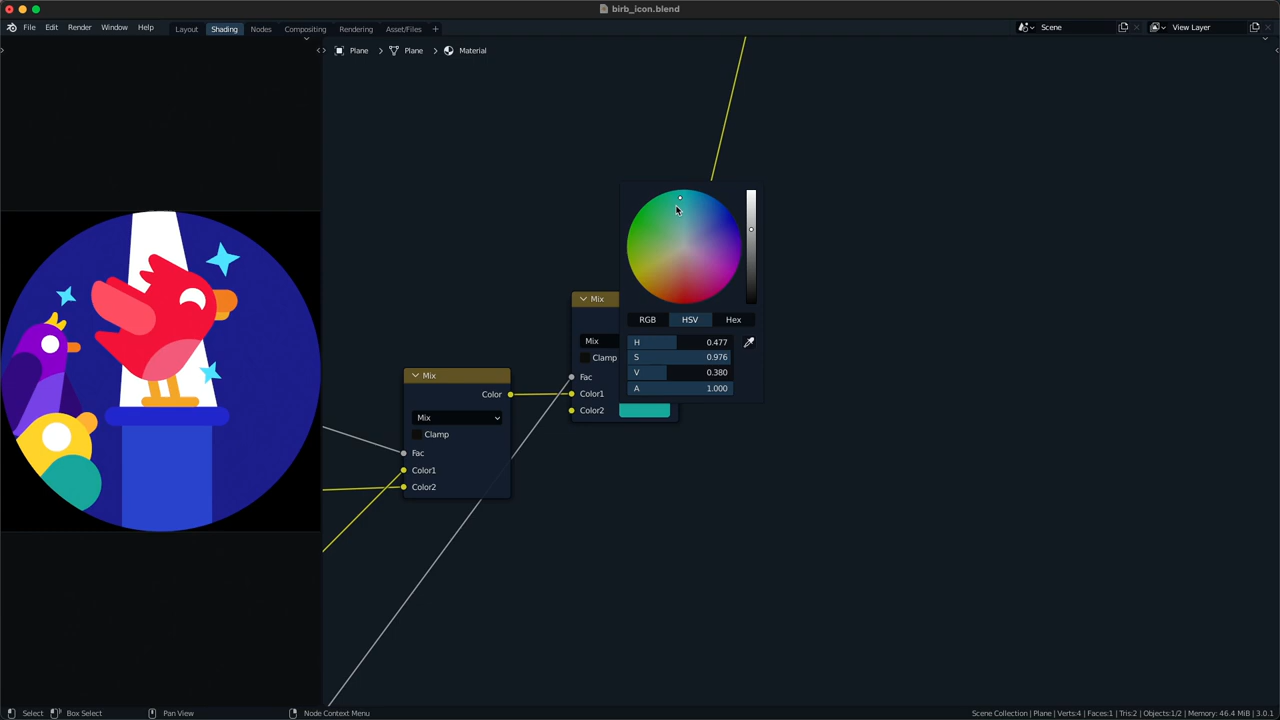 birb_icon.blend
File Edit Render Window Help Layout Shading Nodes Compositing Rendering Asset/Files + Scene View Layer
Plane > Plane > Material
RGB HSV Hex
H 0.477
S 0.976
V 0.380
A 1.000
Mix
Mix
Clamp
Fac
Color1
Color2
Mix
Color
Mix
Clamp
Fac
Color1
Color2
Select Box Select Pan View Node Context Menu Scene Collection | Plane | Verts:4 | Faces:1 | Tris:2 | Objects:1/2 | Memory: 46.4 MiB | 3.0.1